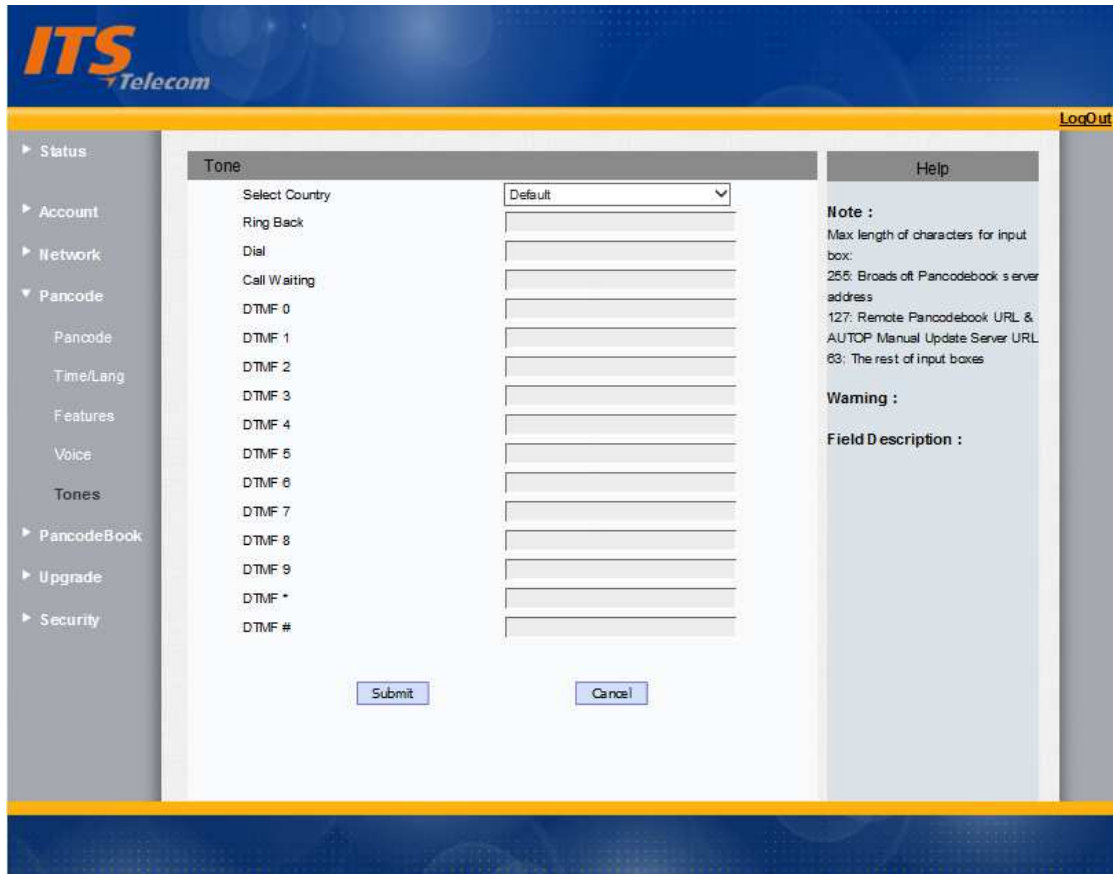 ITS
Telecom
LogOut
Status
Account
Network
Pancode
Pancode
Time/Lang
Features
Voice
Tones
PancodeBook
Upgrade
Security
Tone
Select Country Default
Ring Back
Dial
Call Waiting
DTMF 0
DTMF 1
DTMF 2
DTMF 3
DTMF 4
DTMF 5
DTMF 6
DTMF 7
DTMF 8
DTMF 9
DTMF *
DTMF #
Submit Cancel
Help
Note :
Max length of characters for input
box:
255: Broadsoft Pancodebook server
address
127: Remote Pancodebook URL &
AUTOP Manual Update Server URL
63: The rest of input boxes
Warning :
Field Description :